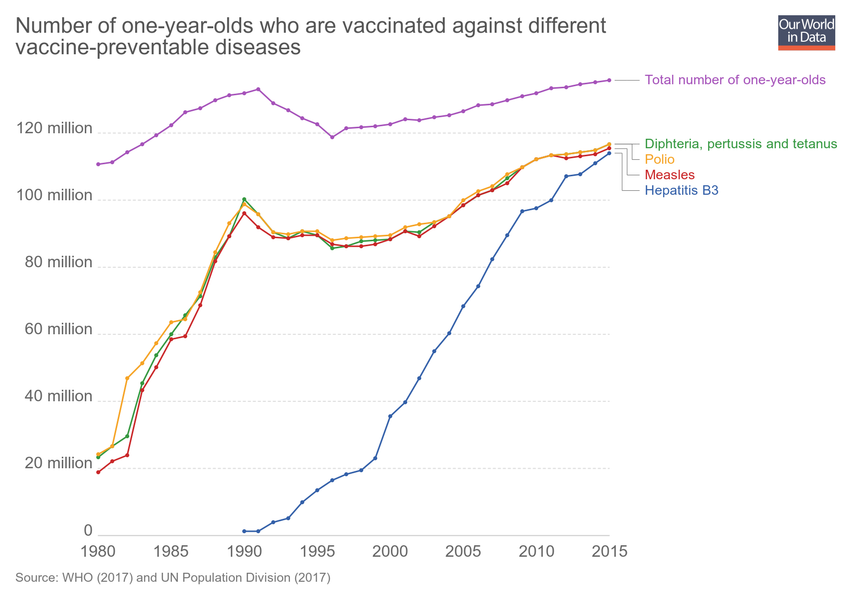 Number of one-year-olds who are vaccinated against different
vaccine-preventable diseases
Our World
in Data
Total number of one-year-olds
120 million
Diphteria, pertussis and tetanus
Polio
Measles
Hepatitis B3
100 million
80 million
60 million
40 million
20 million
0
1980 1985 1990 1995 2000 2005 2010 2015
Source: WHO (2017) and UN Population Division (2017)